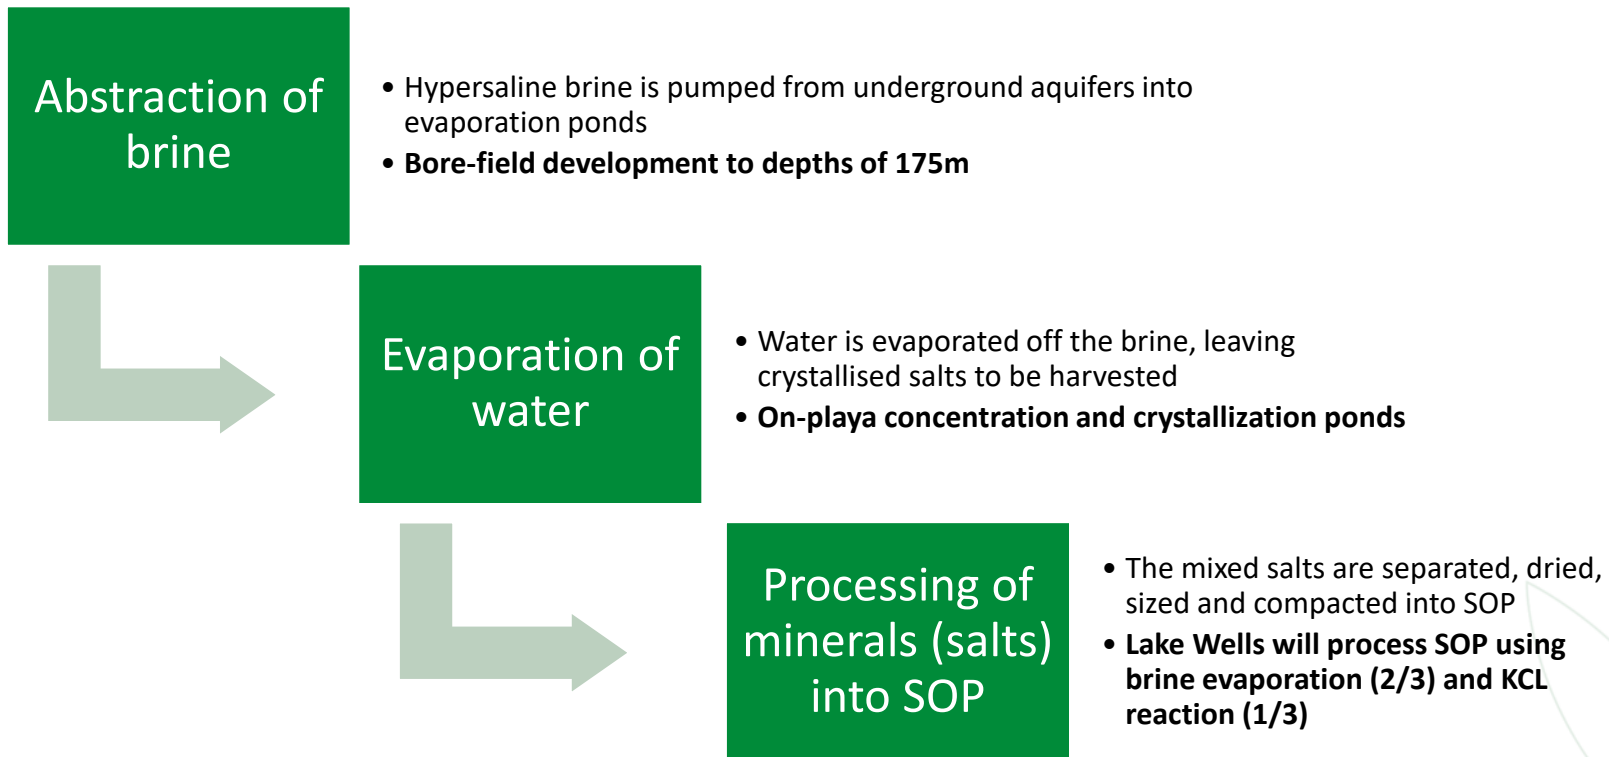 Abstraction of
brine
• Hypersaline brine is pumped from underground aquifers into
evaporation ponds
• Bore-field development to depths of 175m
Evaporation of
water
• Water is evaporated off the brine, leaving
crystallised salts to be harvested
• On-playa concentration and crystallization ponds
Processing of
minerals (salts)
into SOP
• The mixed salts are separated, dried,
sized and compacted into SOP
• Lake Wells will process SOP using
brine evaporation (2/3) and KCL
reaction (1/3)